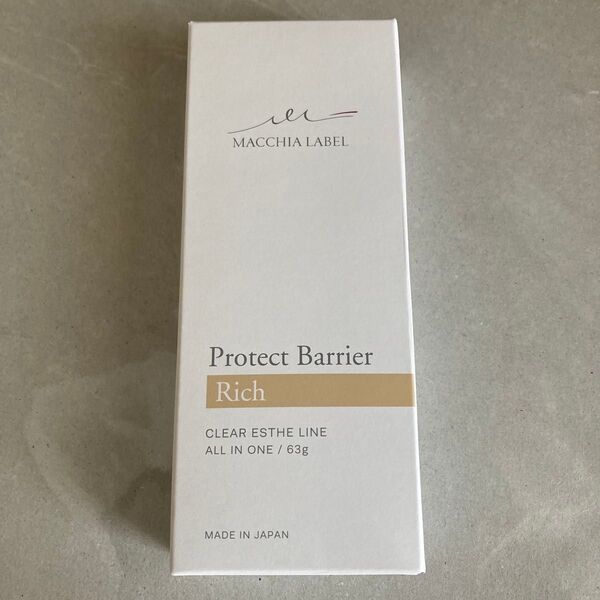 MACCHIA LABEL
Protect Barrier
Rich
CLEAR ESTHE LINE
ALL IN ONE / 63g
MADE IN JAPAN